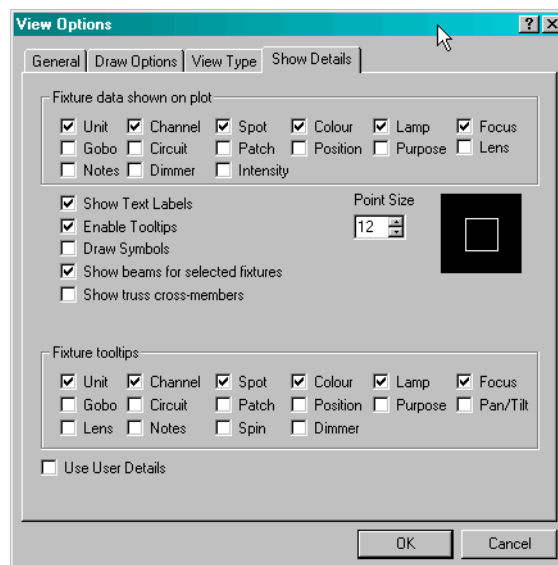 View Options
General Draw Options View Type Show Details
Fixture data shown on plot
Unit Channel Spot Colour Lamp Focus
Gobo Circuit Patch Position Purpose Lens
Notes Dimmer Intensity
Show Text Labels Point Size
Enable Tooltips 12
Draw Symbols
Show beams for selected fixtures
Show truss cross-members
Fixture tooltips
Unit Channel Spot Colour Lamp Focus
Gobo Circuit Patch Position Purpose Pan/Tilt
Lens Notes Spin Dimmer
Use User Details
OK Cancel